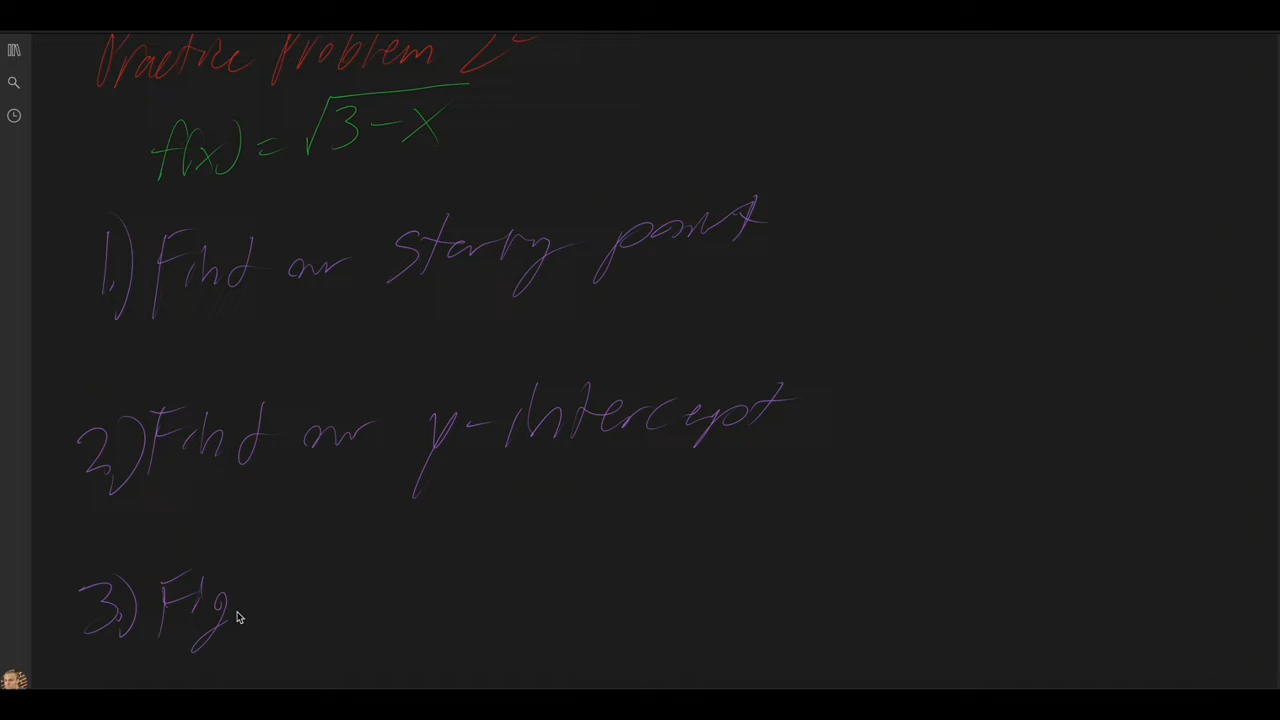 Practice Problem 2
f(x) = √3-x
1.) Find our starting point
2.) Find our y-intercept
3.) Fig